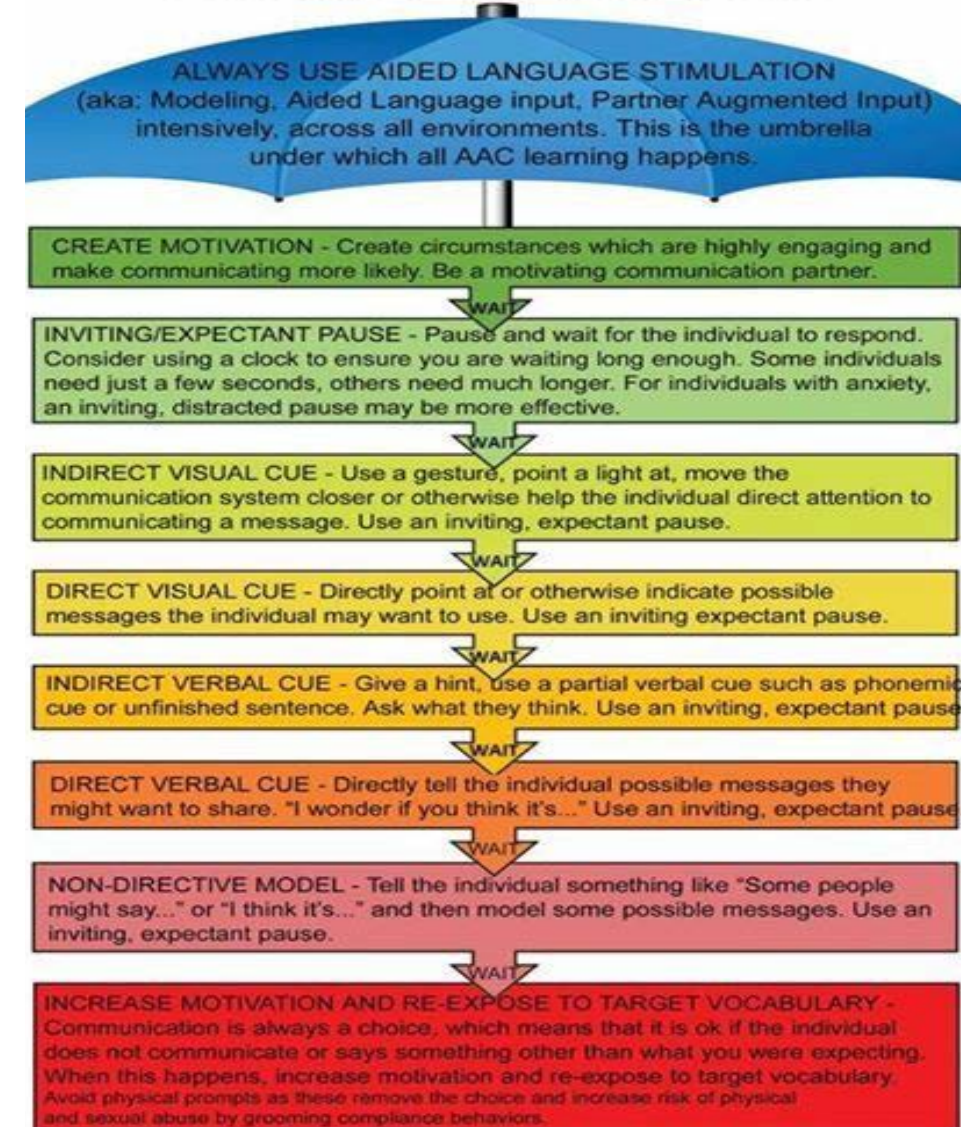 ALWAYS USE AIDED LANGUAGE STIMULATION
(aka: Modeling, Aided Language input, Partner Augmented Input)
intensively, across all environments. This is the umbrella
under which all AAC learning happens.
CREATE MOTIVATION - Create circumstances which are highly engaging and
make communicating more likely. Be a motivating communication partner.
WAIT
INVITING/EXPECTANT PAUSE - Pause and wait for the individual to respond.
Consider using a clock to ensure you are waiting long enough. Some individuals
need just a few seconds, others need much longer. For individuals with anxiety,
an inviting, distracted pause may be more effective.
WAIT
INDIRECT VISUAL CUE - Use a gesture, point a light at, move the
communication system closer or otherwise help the individual direct attention to
communicating a message. Use an inviting, expectant pause.
WAIT
DIRECT VISUAL CUE - Directly point at or otherwise indicate possible
messages the individual may want to use. Use an inviting expectant pause.
WAIT
INDIRECT VERBAL CUE - Give a hint, use a partial verbal cue such as phonemic
cue or unfinished sentence. Ask what they think. Use an inviting, expectant pause
WAIT
DIRECT VERBAL CUE - Directly tell the individual possible messages they
might want to share. "I wonder if you think it's..." Use an inviting, expectant pause
WAIT
NON-DIRECTIVE MODEL - Tell the individual something like "Some people
might say..." or "I think it's..." and then model some possible messages. Use an
inviting, expectant pause.
WAIT
INCREASE MOTIVATION AND RE-EXPOSE TO TARGET VOCABULARY -
Communication is always a choice, which means that it is ok if the individual
does not communicate or says something other than what you were expecting.
When this happens, increase motivation and re-expose to target vocabulary.
Avoid physical prompts as these remove the choice and increase risk of physical
and sexual abuse by grooming compliance behaviors.